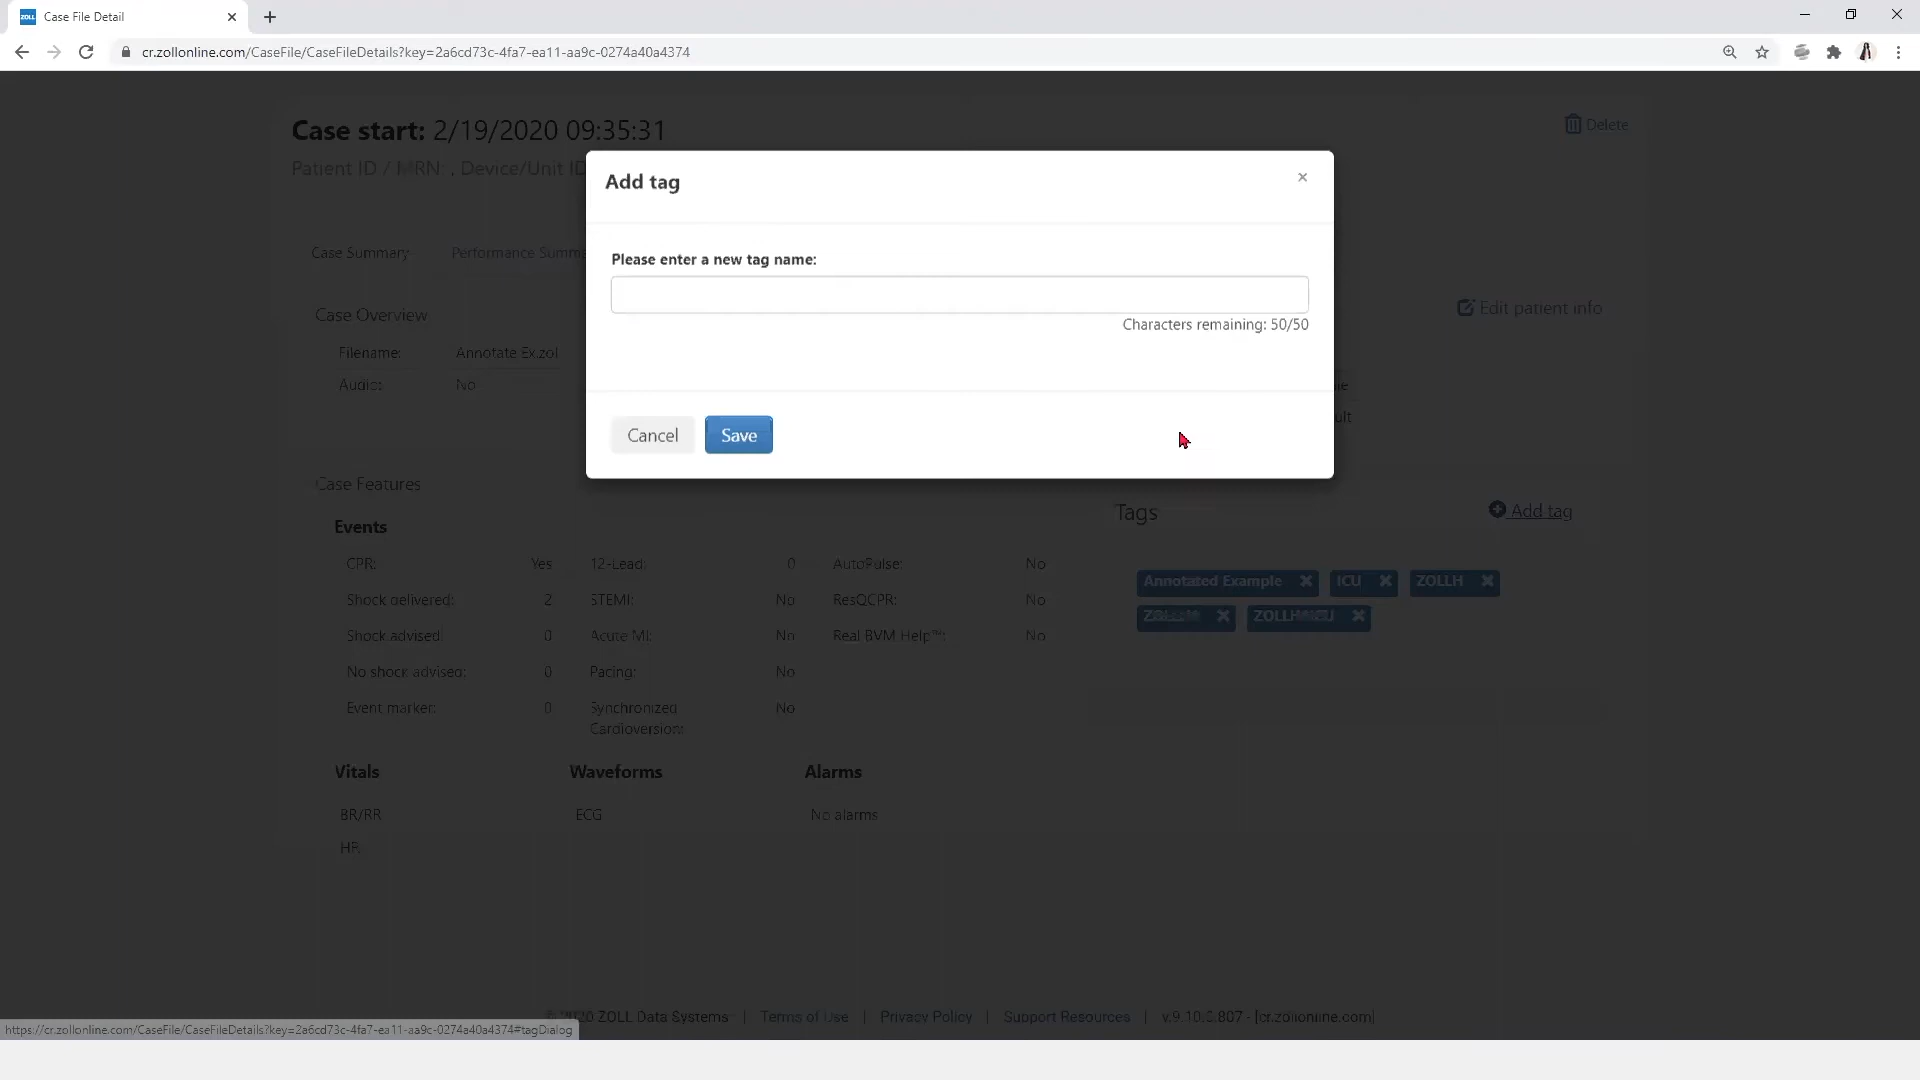 ZOLL Case File Detail
cr.zollonline.com/CaseFile/CaseFileDetails?key=2a6cd73c-4fa7-ea11-aa9c-0274a40a4374
Case start: 2/19/2020 09:35:31
Delete
Patient ID / MRN: , Device/Unit ID
Add tag
Please enter a new tag name:
Characters remaining: 50/50
Cancel
Save
Case Summary
Performance Summa
Case Overview
Edit patient info
Filename: Annotate Ex.zol
Audio: No
Case Features
Events
CPR: Yes 12-Lead: 0 AutoPulse: No
Shock delivered: 2 STEMI: No ResQCPR: No
Shock advised: 0 Acute MI: No Real BVM Help™: No
No shock advised: 0 Pacing: No
Event marker: 0 Synchronized Cardioversion: No
Tags
Add tag
Annotated Example
ICU
ZOLLH
Vitals Waveforms Alarms
BR/RR ECG No alarms
HR
2020 ZOLL Data Systems | Terms of Use | Privacy Policy | Support Resources | [cr.zollonline.com]
https://cr.zollonline.com/CaseFile/CaseFileDetails?key=2a6cd73c-4fa7-ea11-aa9c-0274a40a4374#tagDialog